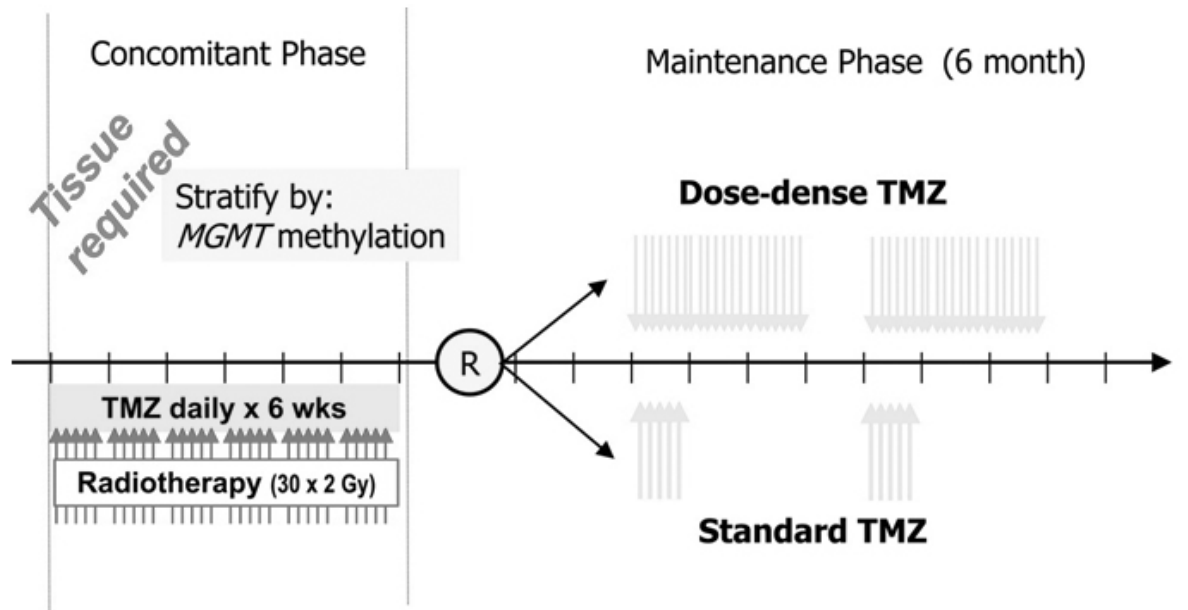 Concomitant Phase
Maintenance Phase (6 month)
Tissue
required
Stratify by:
MGMT methylation
Dose-dense TMZ
R
TMZ daily x 6 wks
Radiotherapy (30 x 2 Gy)
Standard TMZ